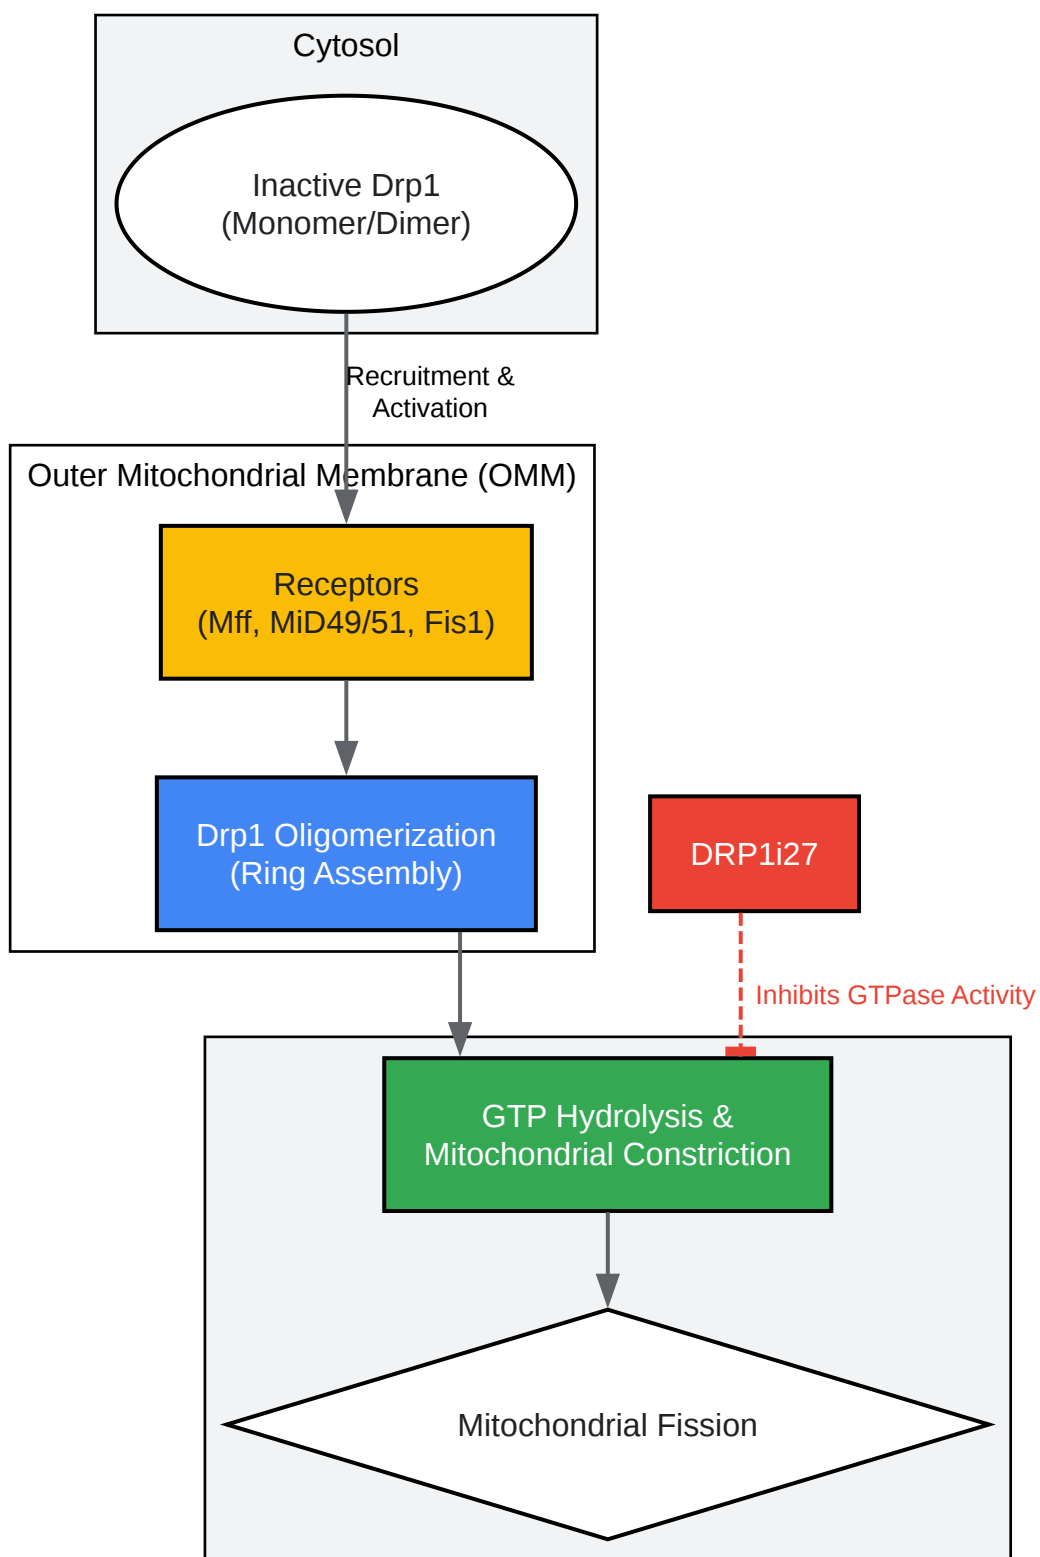 Cytosol
Inactive Drp1
(Monomer/Dimer)
Recruitment &
Activation
Outer Mitochondrial Membrane (OMM)
Receptors
(Mff, MiD49/51, Fis1)
Drp1 Oligomerization
(Ring Assembly)
DRP1i27
Inhibits GTPase Activity
GTP Hydrolysis &
Mitochondrial Constriction
Mitochondrial Fission